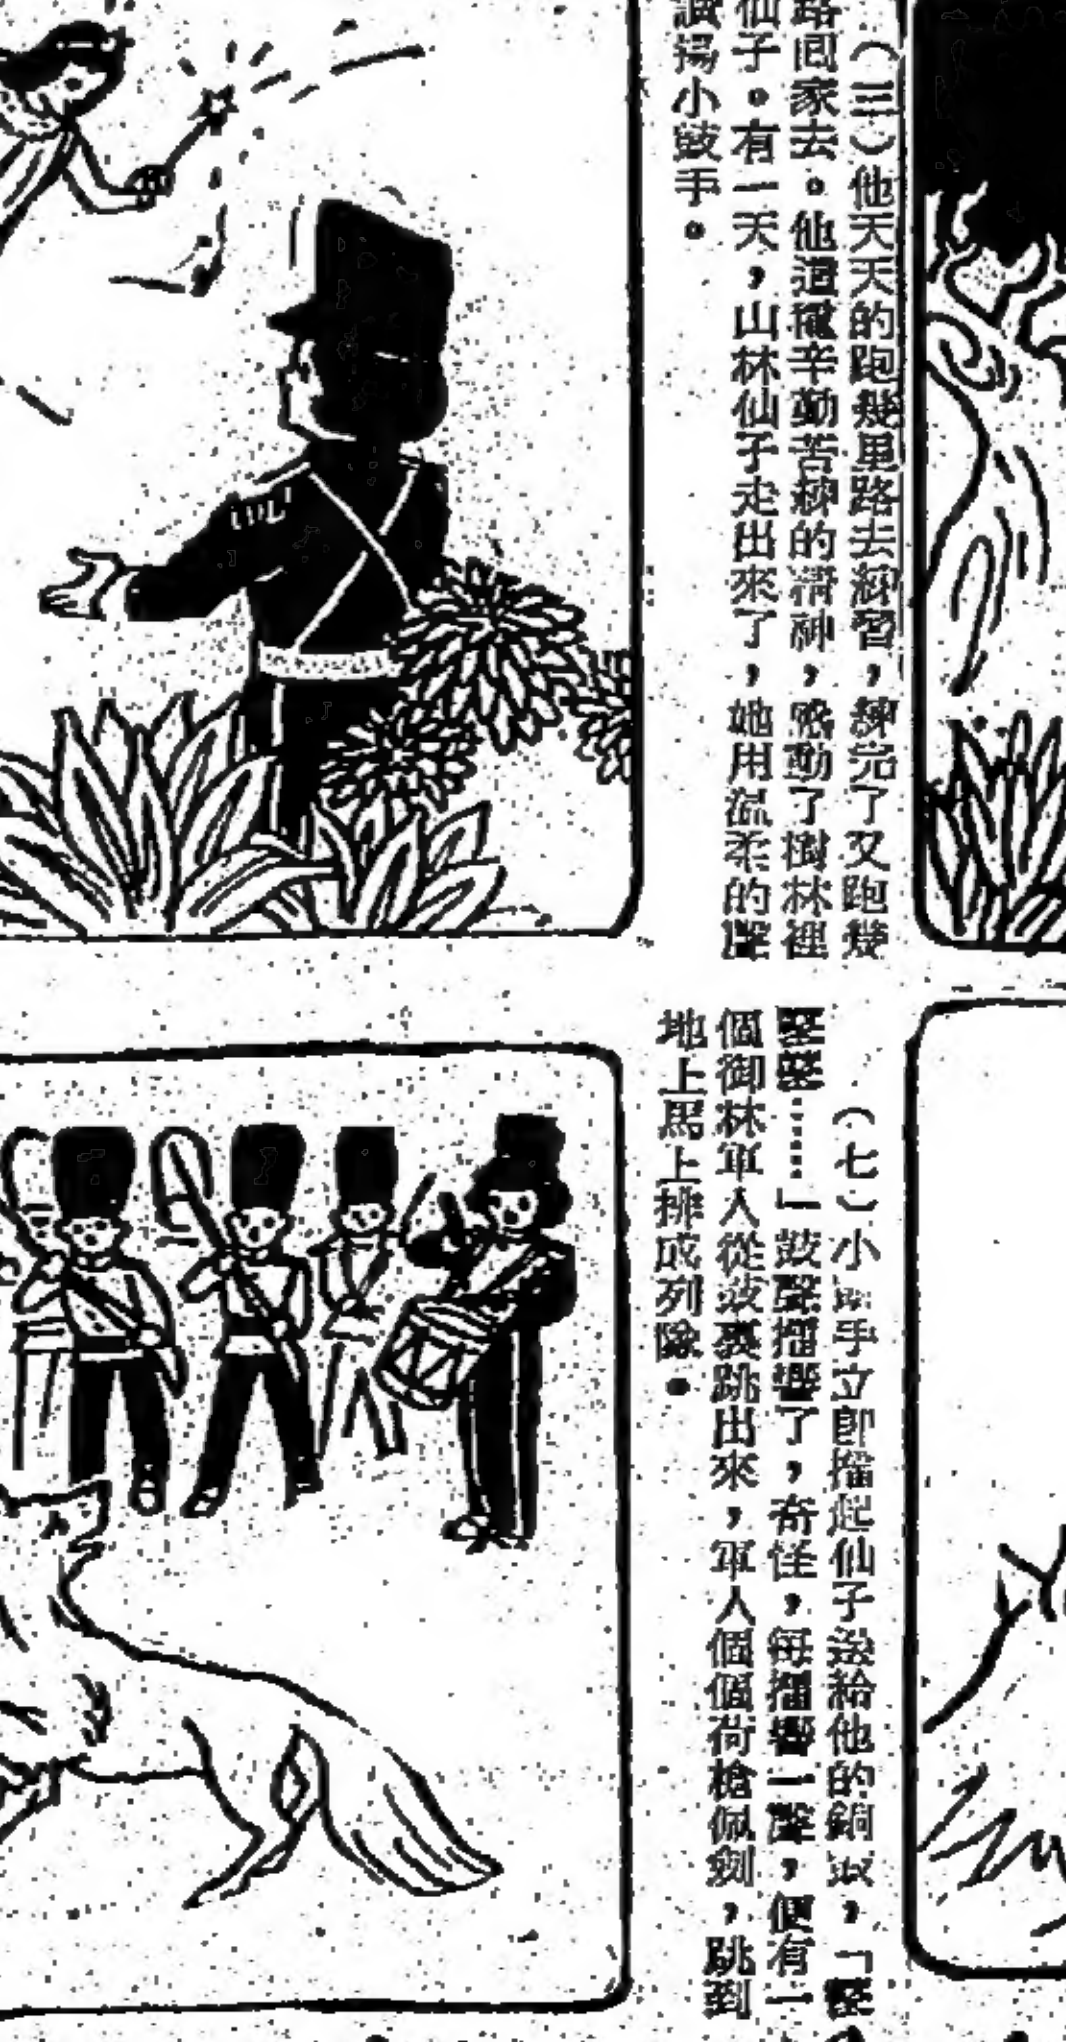 （三）他天天的跑幾里路去練習，練完了又跑幾
路回家去。他這種辛勤苦練的精神，感動了樹林裡
仙子。有一天，山林仙子走出來了，她用溫柔的聲
讚揚小鼓手。
（七）小鼓手立即擂起仙子送給他的銅鼓，「
……」鼓聲擂響了，奇怪，每擂響一聲，便有一
個御林軍人從鼓裏跳出來，軍人個個荷槍佩劍，跳到
地上馬上排成列隊。